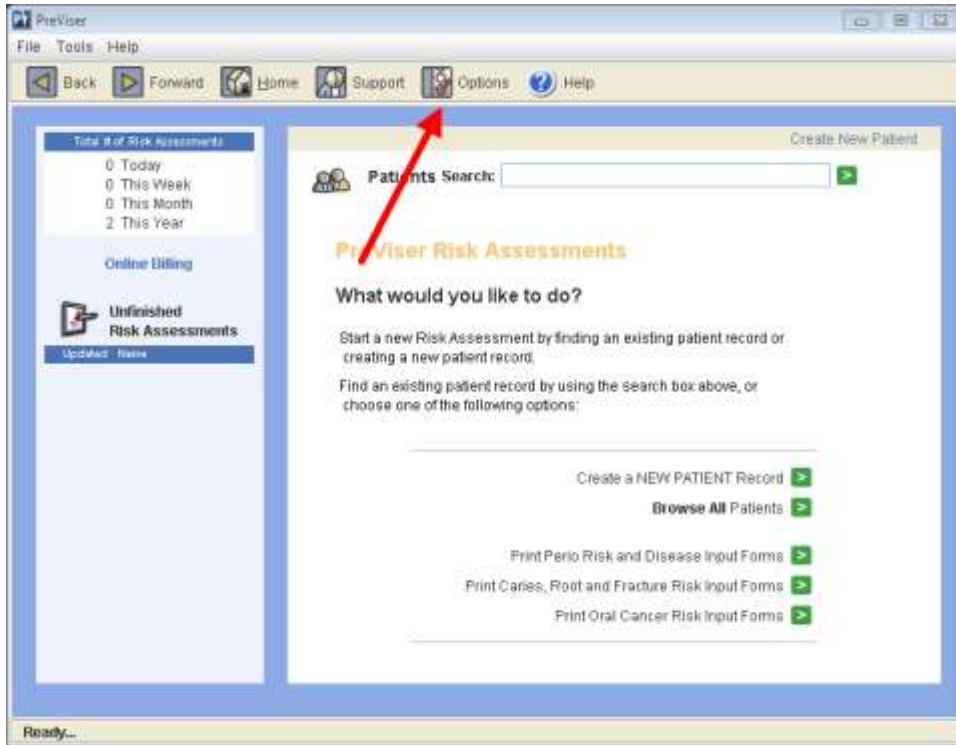 PreViser
File Tools Help
Back Forward Home Support Options Help
Total # of Risk Assessments
0 Today
0 This Week
0 This Month
2 This Year
Online Billing
Unfinished
Risk Assessments
Updated Name
Create New Patient
Patients Search:
PreViser Risk Assessments
What would you like to do?
Start a new Risk Assessment by finding an existing patient record or
creating a new patient record.
Find an existing patient record by using the search box above, or
choose one of the following options:
Create a NEW PATIENT Record >
Browse All Patients >
Print Perio Risk and Disease Input Forms >
Print Caries, Root and Fracture Risk Input Forms >
Print Oral Cancer Risk Input Forms >
Ready...